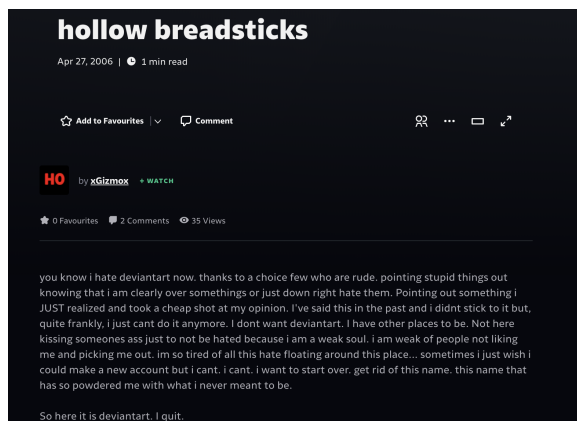 hollow breadsticks
Apr 27, 2006 | 1 min read
Add to Favourites | Comment
HO by xGizmox + WATCH
0 Favourites 2 Comments 35 Views
you know i hate deviantart now. thanks to a choice few who are rude. pointing stupid things out
knowing that i am clearly over somethings or just down right hate them. Pointing out something i
JUST realized and took a cheap shot at my opinion. I've said this in the past and i didnt stick to it but,
quite frankly, i just cant do it anymore. I dont want deviantart. I have other places to be. Not here
kissing someones ass just to not be hated because i am a weak soul. i am weak of people not liking
me and picking me out. im so tired of all this hate floating around this place... sometimes i just wish i
could make a new account but i cant. i cant. i want to start over. get rid of this name. this name that
has so powdered me with what i never meant to be.
So here it is deviantart. I quit.